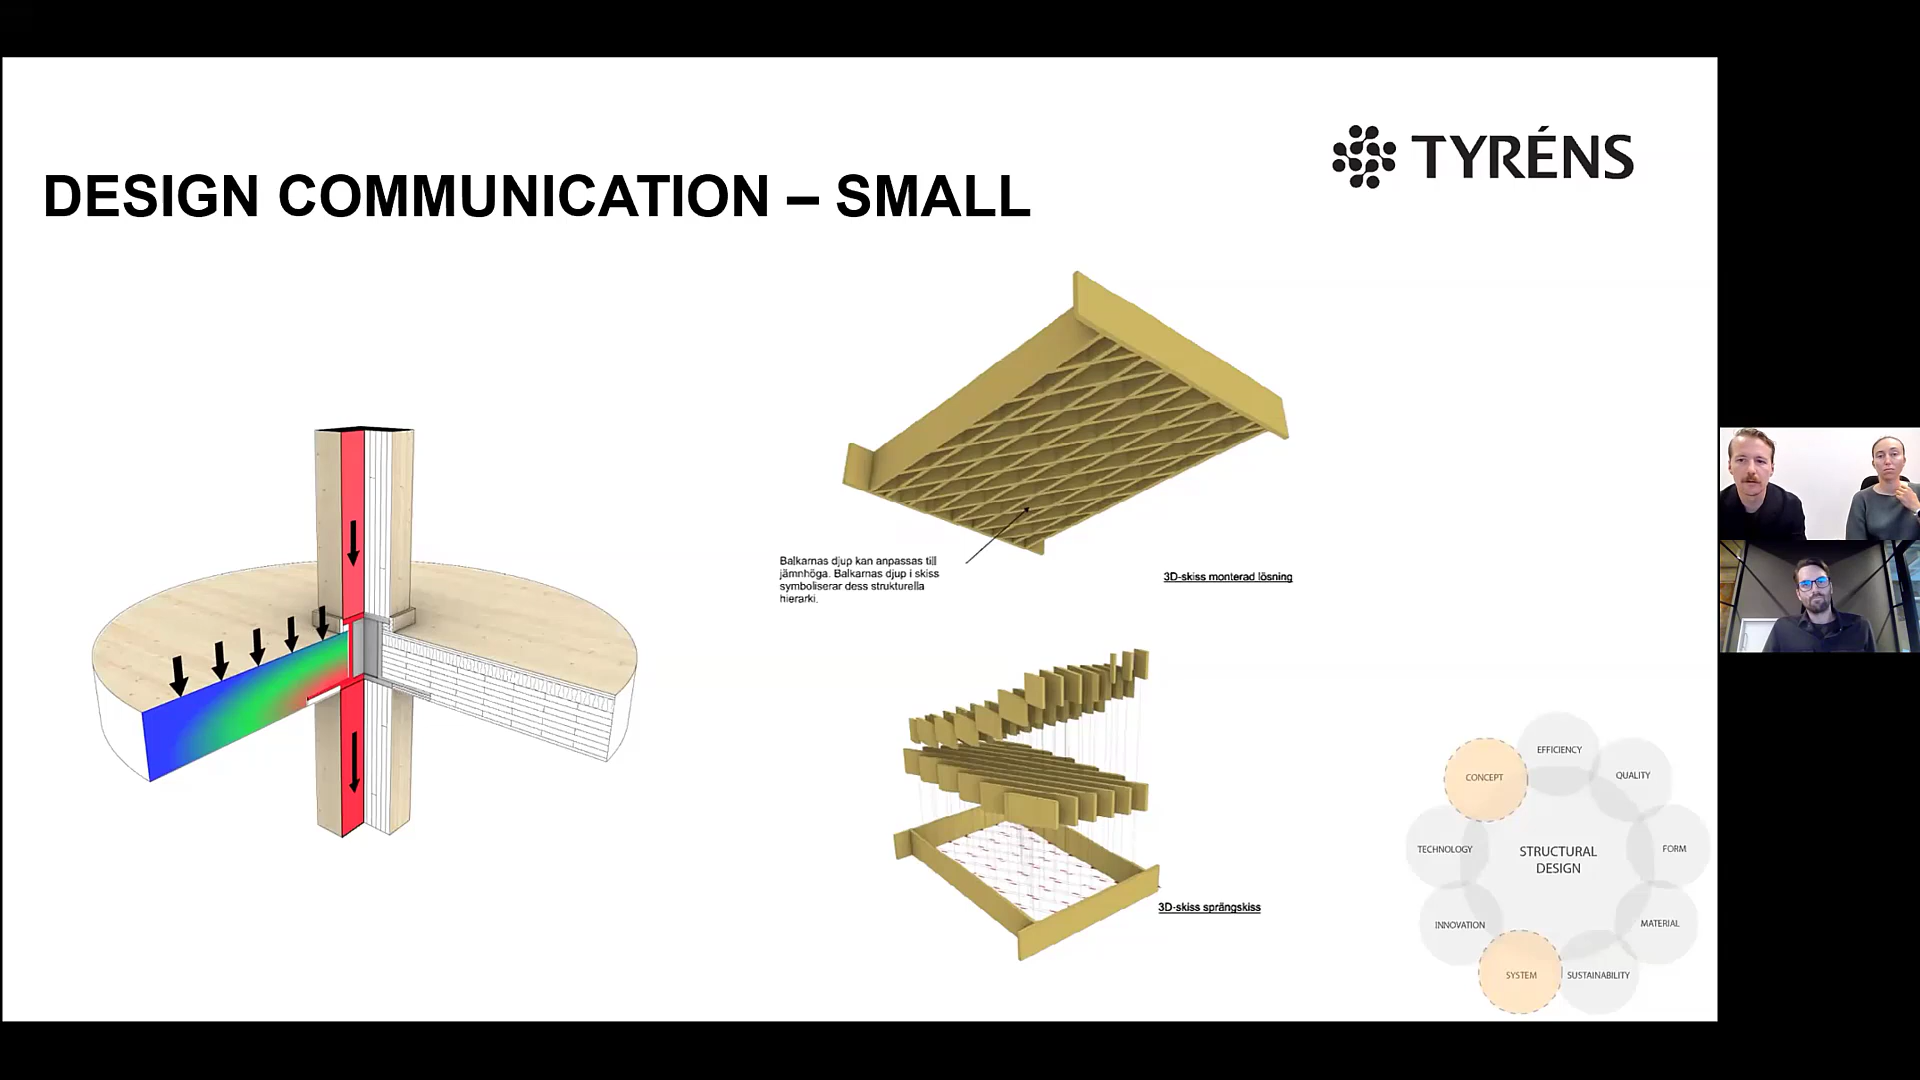 TYRÉNS
DESIGN COMMUNICATION – SMALL
Balkarnas djup kan anpassas till
jämnhöga. Balkarnas djup i skiss
symboliserar dess strukturella
hierarki.
3D-skiss monterad lösning
3D-skiss sprängskiss
EFFICIENCY
CONCEPT
QUALITY
TECHNOLOGY
STRUCTURAL
DESIGN
FORM
INNOVATION
MATERIAL
SYSTEM
SUSTAINABILITY